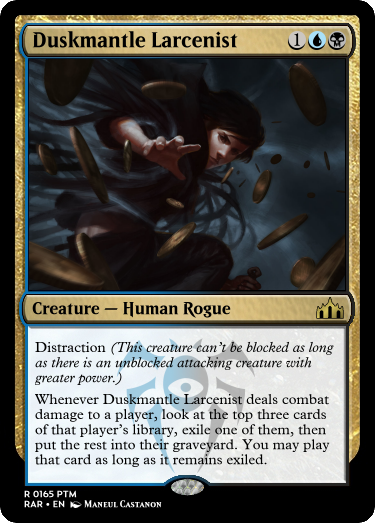 Duskmantle Larcenist 1
Creature — Human Rogue
Distraction (This creature can't be blocked as long
as there is an unblocked attacking creature with
greater power.)
Whenever Duskmantle Larcenist deals combat
damage to a player, look at the top three cards
of that player's library, exile one of them, then
put the rest into their graveyard. You may play
that card as long as it remains exiled.
R 0165 PTM
RAR • EN Maneul Castanon